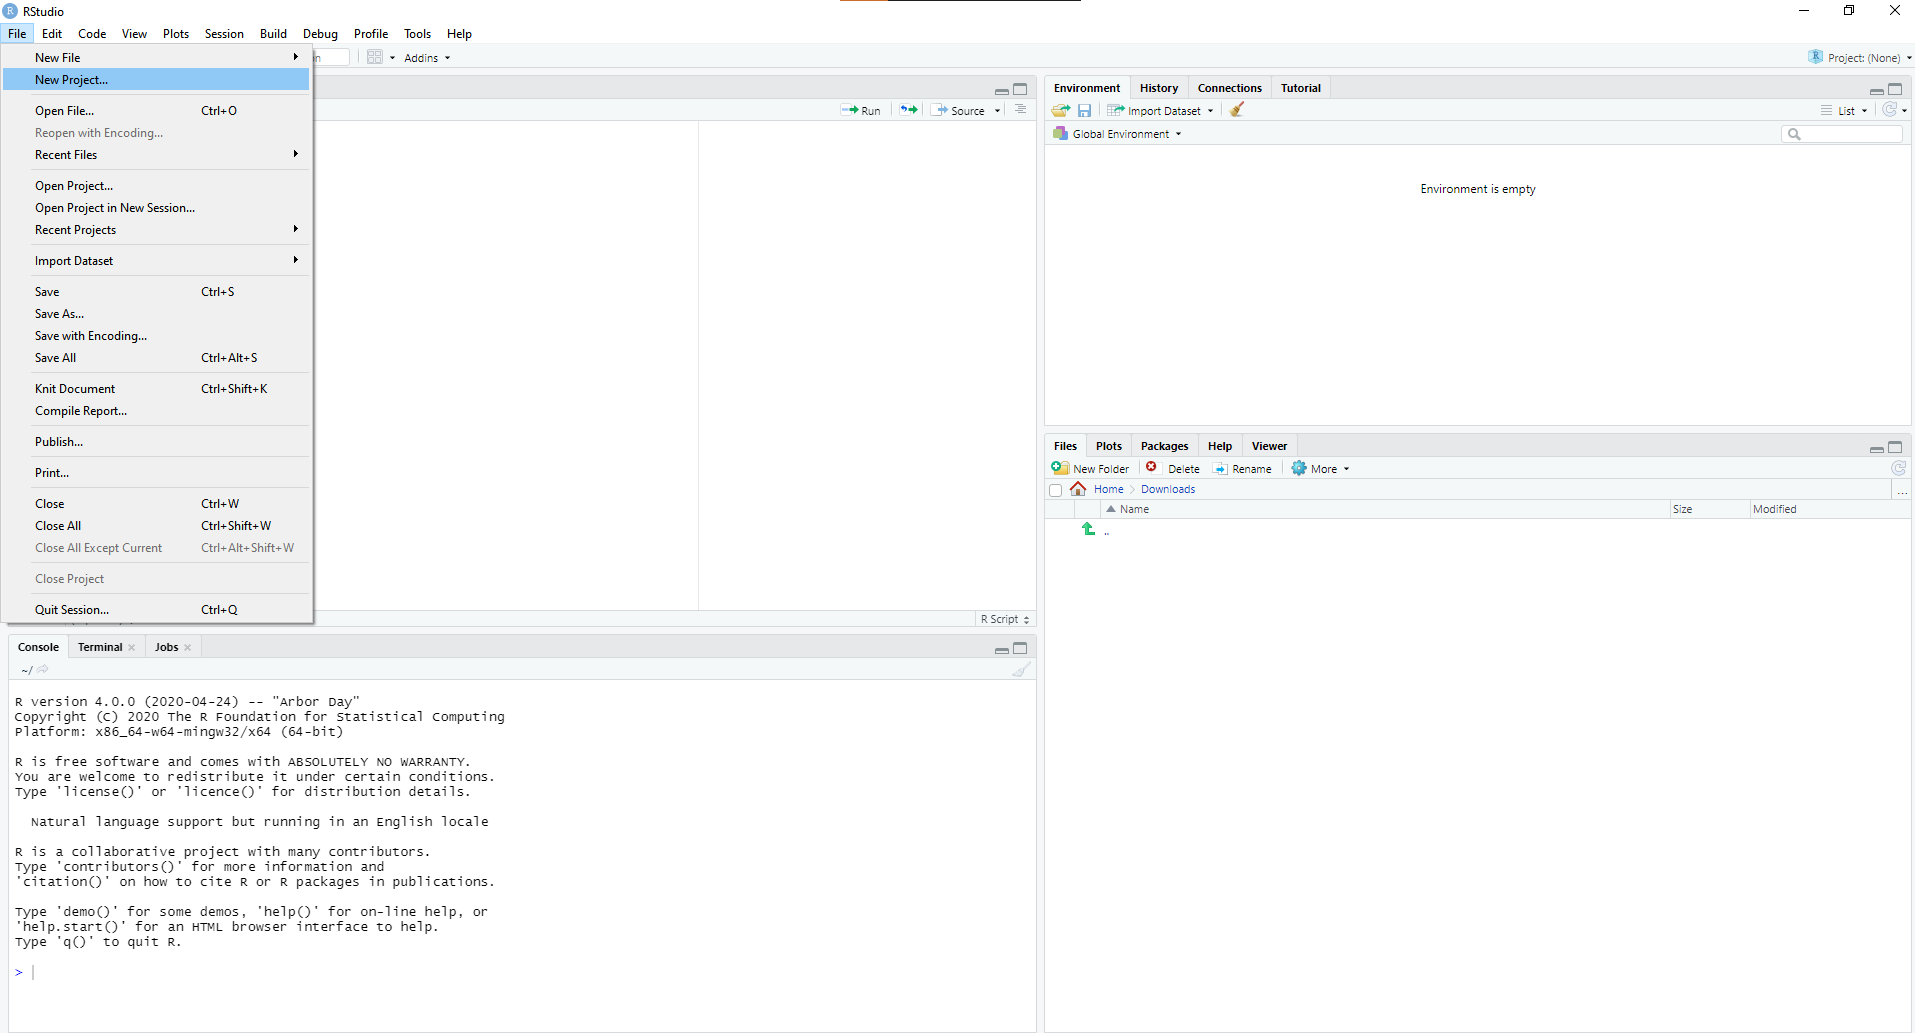 RStudio
File Edit Code View Plots Session Build Debug Profile Tools Help
New File
New Project...
Open File... Ctrl+O
Reopen with Encoding...
Recent Files
Open Project...
Open Project in New Session...
Recent Projects
Import Dataset
Save Ctrl+S
Save As...
Save with Encoding...
Save All Ctrl+Alt+S
Knit Document Ctrl+Shift+K
Compile Report...
Publish...
Print...
Close Ctrl+W
Close All Ctrl+Shift+W
Close All Except Current Ctrl+Alt+Shift+W
Close Project
Quit Session... Ctrl+Q
Addins
Project: (None)
Run Source
R Script
Console Terminal Jobs
~/
R version 4.0.0 (2020-04-24) -- "Arbor Day"
Copyright (C) 2020 The R Foundation for Statistical Computing
Platform: x86_64-w64-mingw32/x64 (64-bit)
R is free software and comes with ABSOLUTELY NO WARRANTY.
You are welcome to redistribute it under certain conditions.
Type 'license()' or 'licence()' for distribution details.
Natural language support but running in an English locale
R is a collaborative project with many contributors.
Type 'contributors()' for more information and
'citation()' on how to cite R or R packages in publications.
Type 'demo()' for some demos, 'help()' for on-line help, or
'help.start()' for an HTML browser interface to help.
Type 'q()' to quit R.
>
Environment History Connections Tutorial
Import Dataset List
Global Environment
Environment is empty
Files Plots Packages Help Viewer
New Folder Delete Rename More
Home Downloads ...
Name Size Modified
..